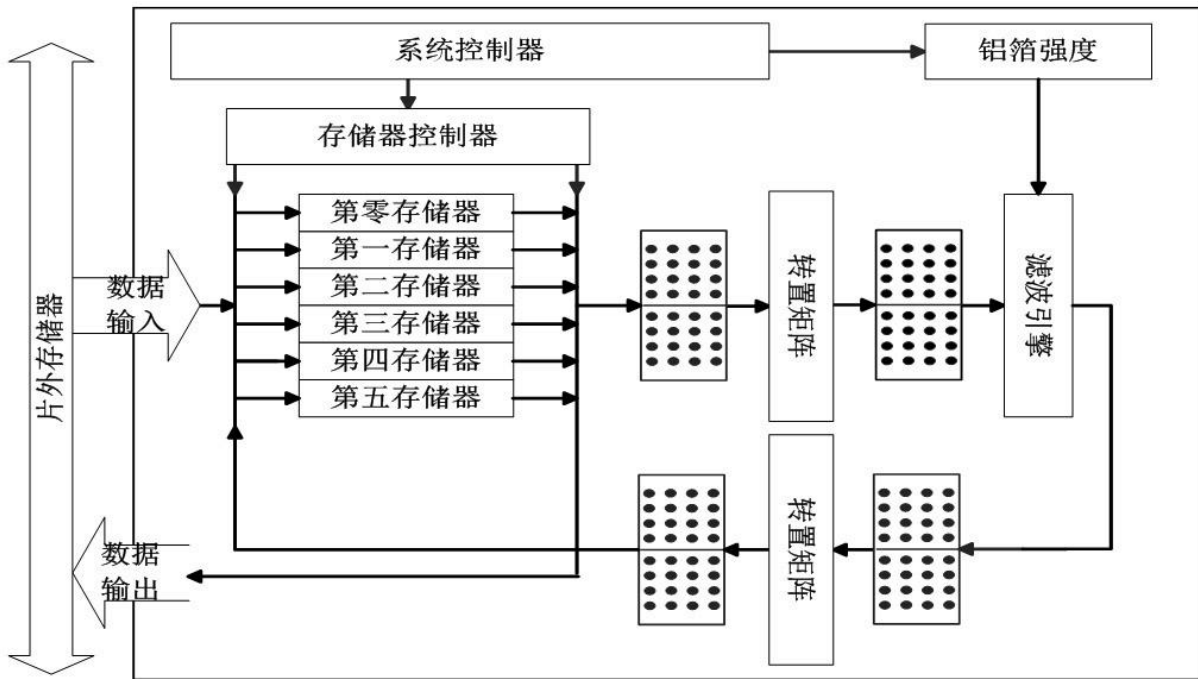 系统控制器
铝箔强度
存储器控制器
第零存储器
第一存储器
第二存储器
第三存储器
第四存储器
第五存储器
片外存储器
数据
输入
转置矩阵
滤波引擎
转置矩阵
数据
输出